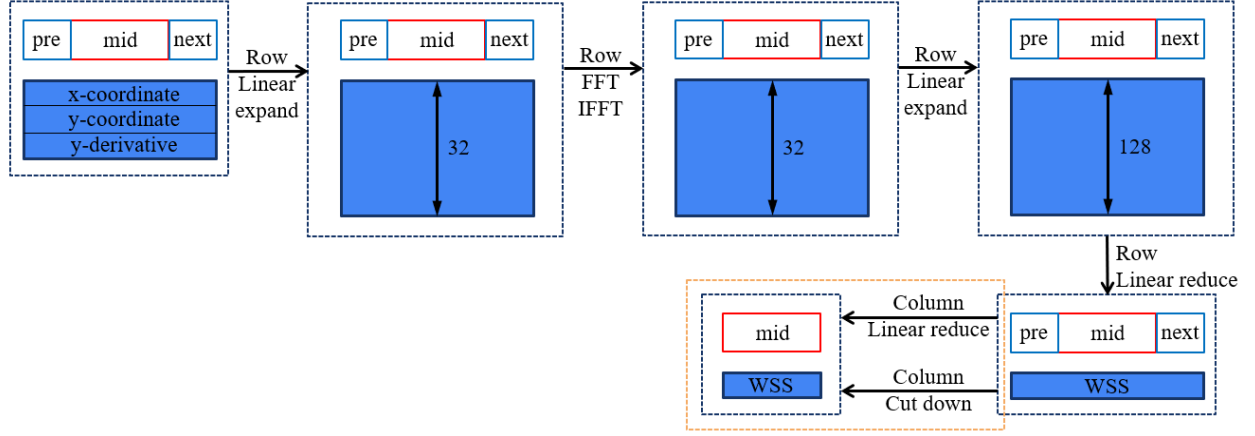 pre mid next
x-coordinate
y-coordinate
y-derivative
Row
Linear
expand
pre mid next
32
Row
FFT
IFFT
pre mid next
32
Row
Linear
expand
pre mid next
128
Row
Linear reduce
pre mid next
WSS
Column
Linear reduce
Column
Cut down
mid
WSS